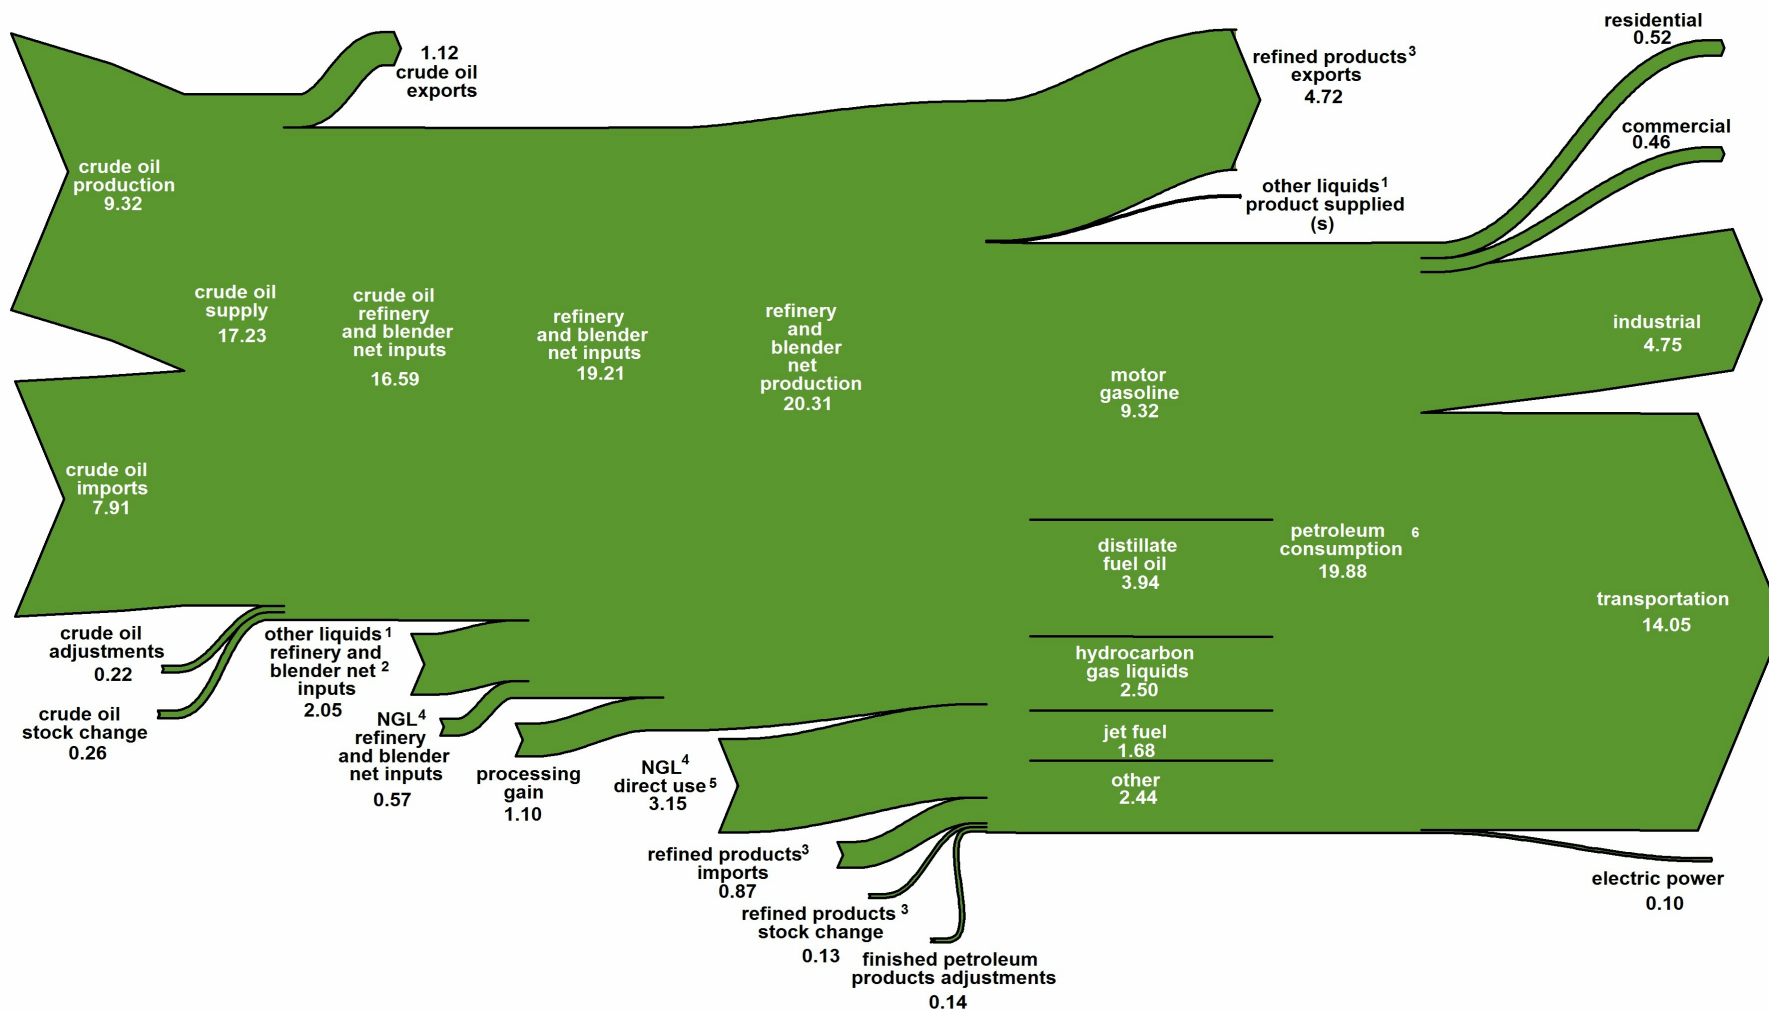 1.12
crude oil
exports
refined products³
exports
4.72
residential
0.52
commercial
0.46
crude oil
production
9.32
other liquids¹
product supplied
(s)
crude oil
supply
17.23
crude oil
refinery
and blender
net inputs
16.59
refinery
and blender
net inputs
19.21
refinery
and
blender
net
production
20.31
motor
gasoline
9.32
industrial
4.75
crude oil
imports
7.91
distillate
fuel oil
3.94
petroleum
consumption ⁶
19.88
transportation
14.05
hydrocarbon
gas liquids
2.50
jet fuel
1.68
other
2.44
crude oil
adjustments
0.22
crude oil
stock change
0.26
other liquids¹
refinery and
blender net ²
inputs
2.05
NGL⁴
refinery
and blender
net inputs
0.57
processing
gain
1.10
NGL⁴
direct use⁵
3.15
refined products³
imports
0.87
refined products ³
stock change
0.13
finished petroleum
products adjustments
0.14
electric power
0.10